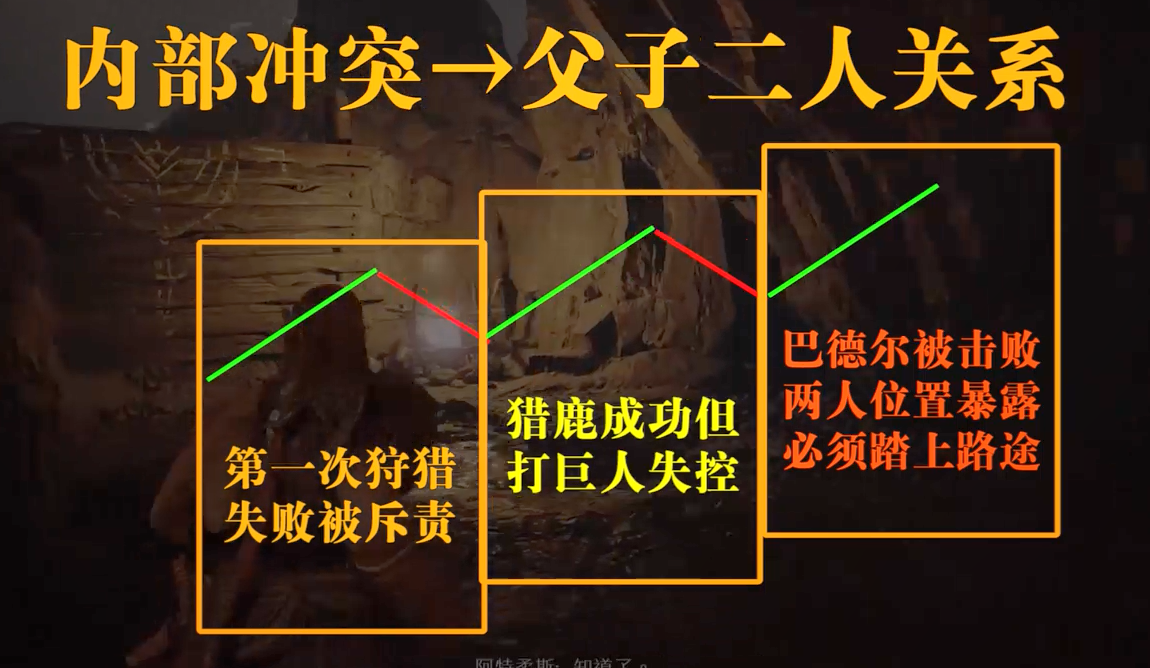 内部冲突→父子二人关系
第一次狩猎
失败被斥责
猎鹿成功但
打巨人失控
巴德尔被击败
两人位置暴露
必须踏上路途
阿特柔斯：知道了。